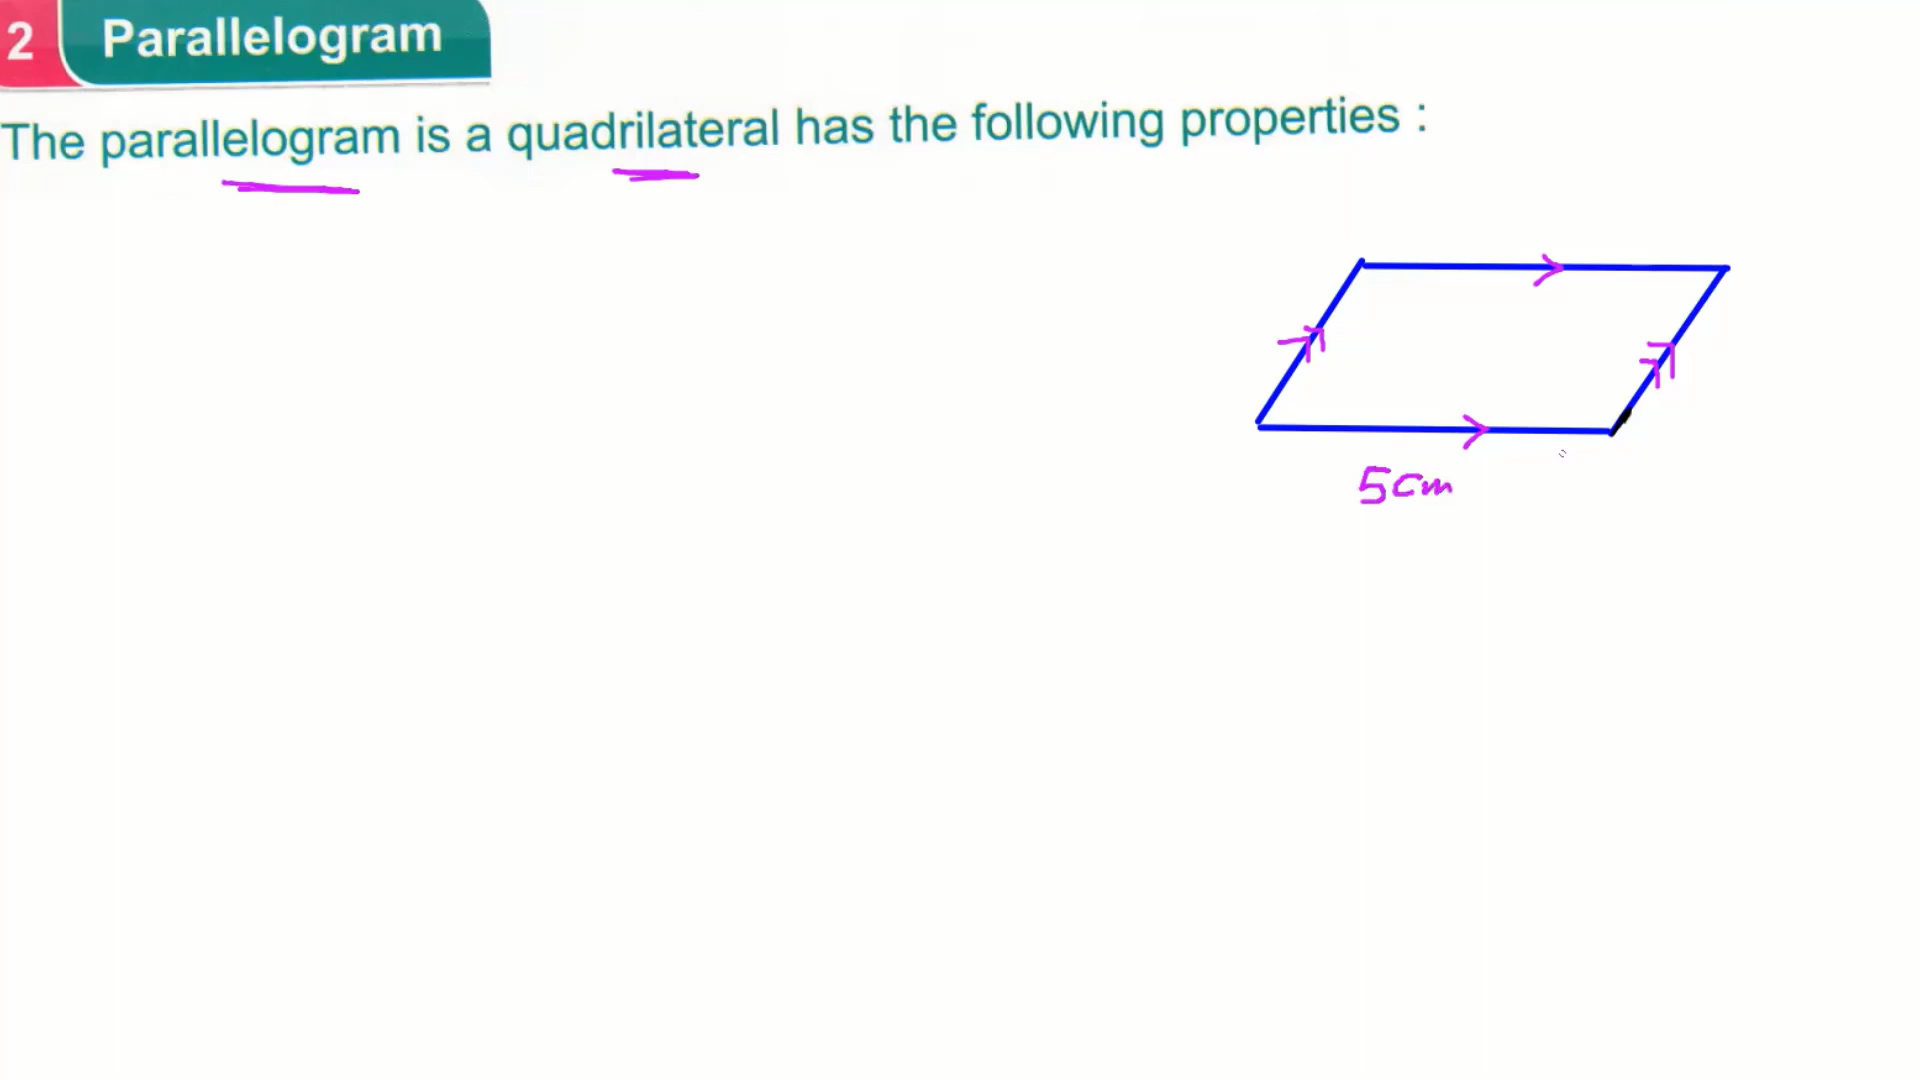 2 Parallelogram
The parallelogram is a quadrilateral has the following properties :
5cm